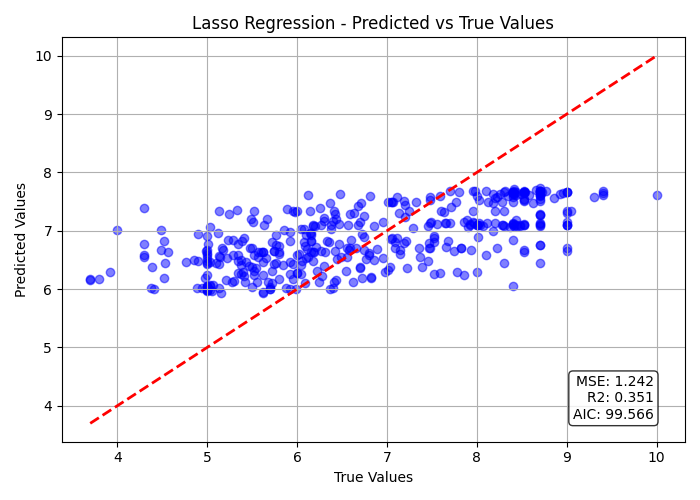 Lasso Regression - Predicted vs True Values
10
9
8
7
6
5
4
Predicted Values
MSE: 1.242
R2: 0.351
AIC: 99.566
4 5 6 7 8 9 10
True Values